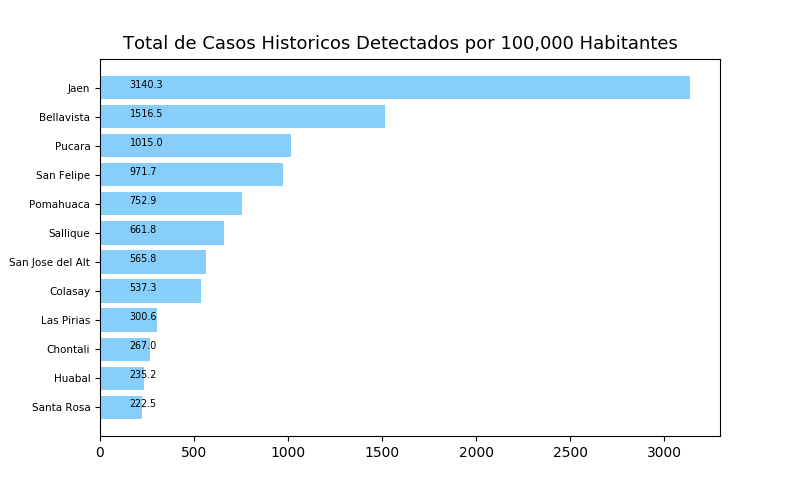 Total de Casos Historicos Detectados por 100,000 Habitantes
Jaen 3140.3
Bellavista 1516.5
Pucara 1015.0
San Felipe 971.7
Pomahuaca 752.9
Sallique 661.8
San Jose del Alt 565.8
Colasay 537.3
Las Pirias 300.6
Chontali 267.0
Huabal 235.2
Santa Rosa 222.5
0 500 1000 1500 2000 2500 3000